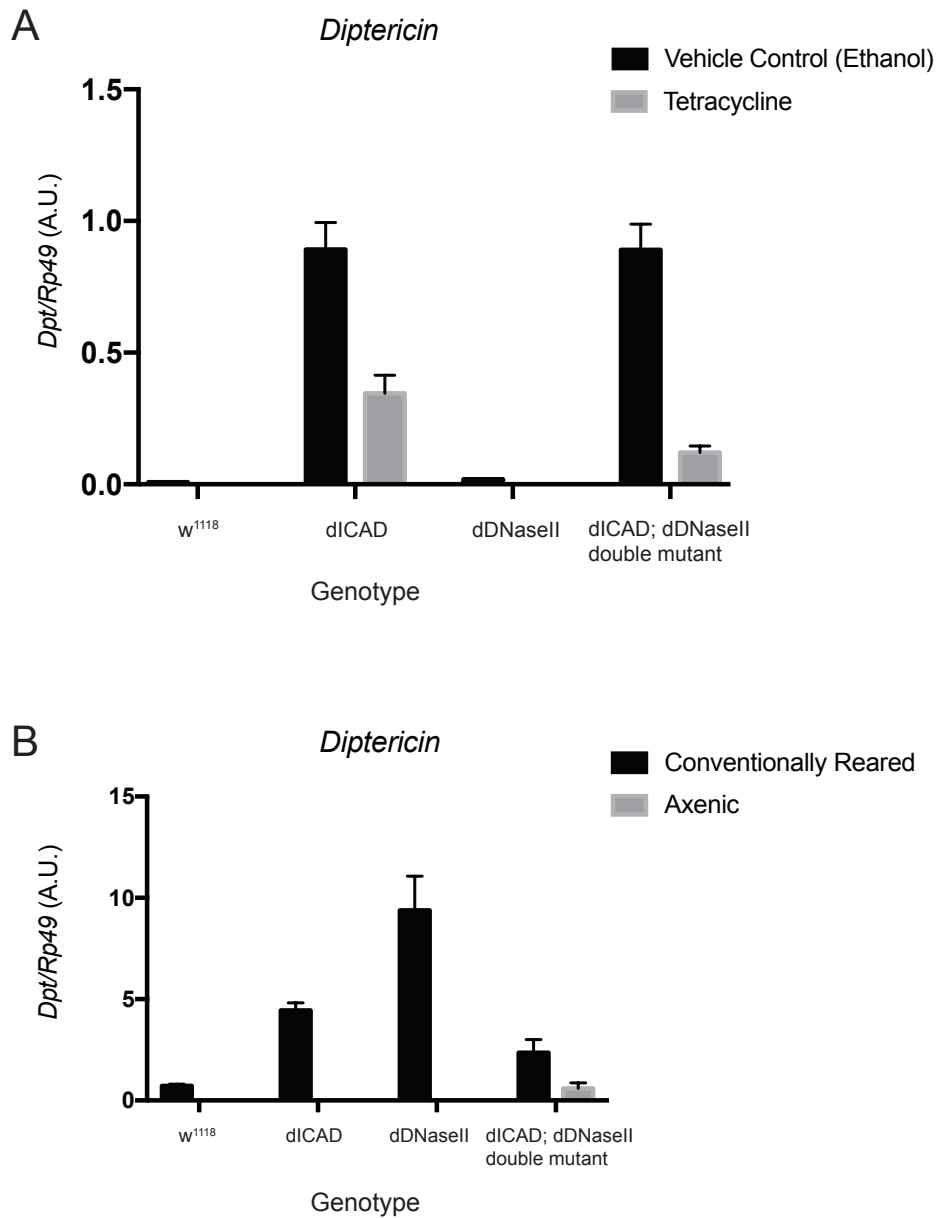 A
Diptericin
Vehicle Control (Ethanol)
Tetracycline
1.5
1.0
0.5
0.0
Dpt/Rp49 (A.U.)
w1118
dICAD
dDNaseII
dICAD; dDNaseII
double mutant
Genotype
B
Diptericin
Conventionally Reared
Axenic
15
10
5
0
Dpt/Rp49 (A.U.)
w1118
dICAD
dDNaseII
dICAD; dDNaseII
double mutant
Genotype